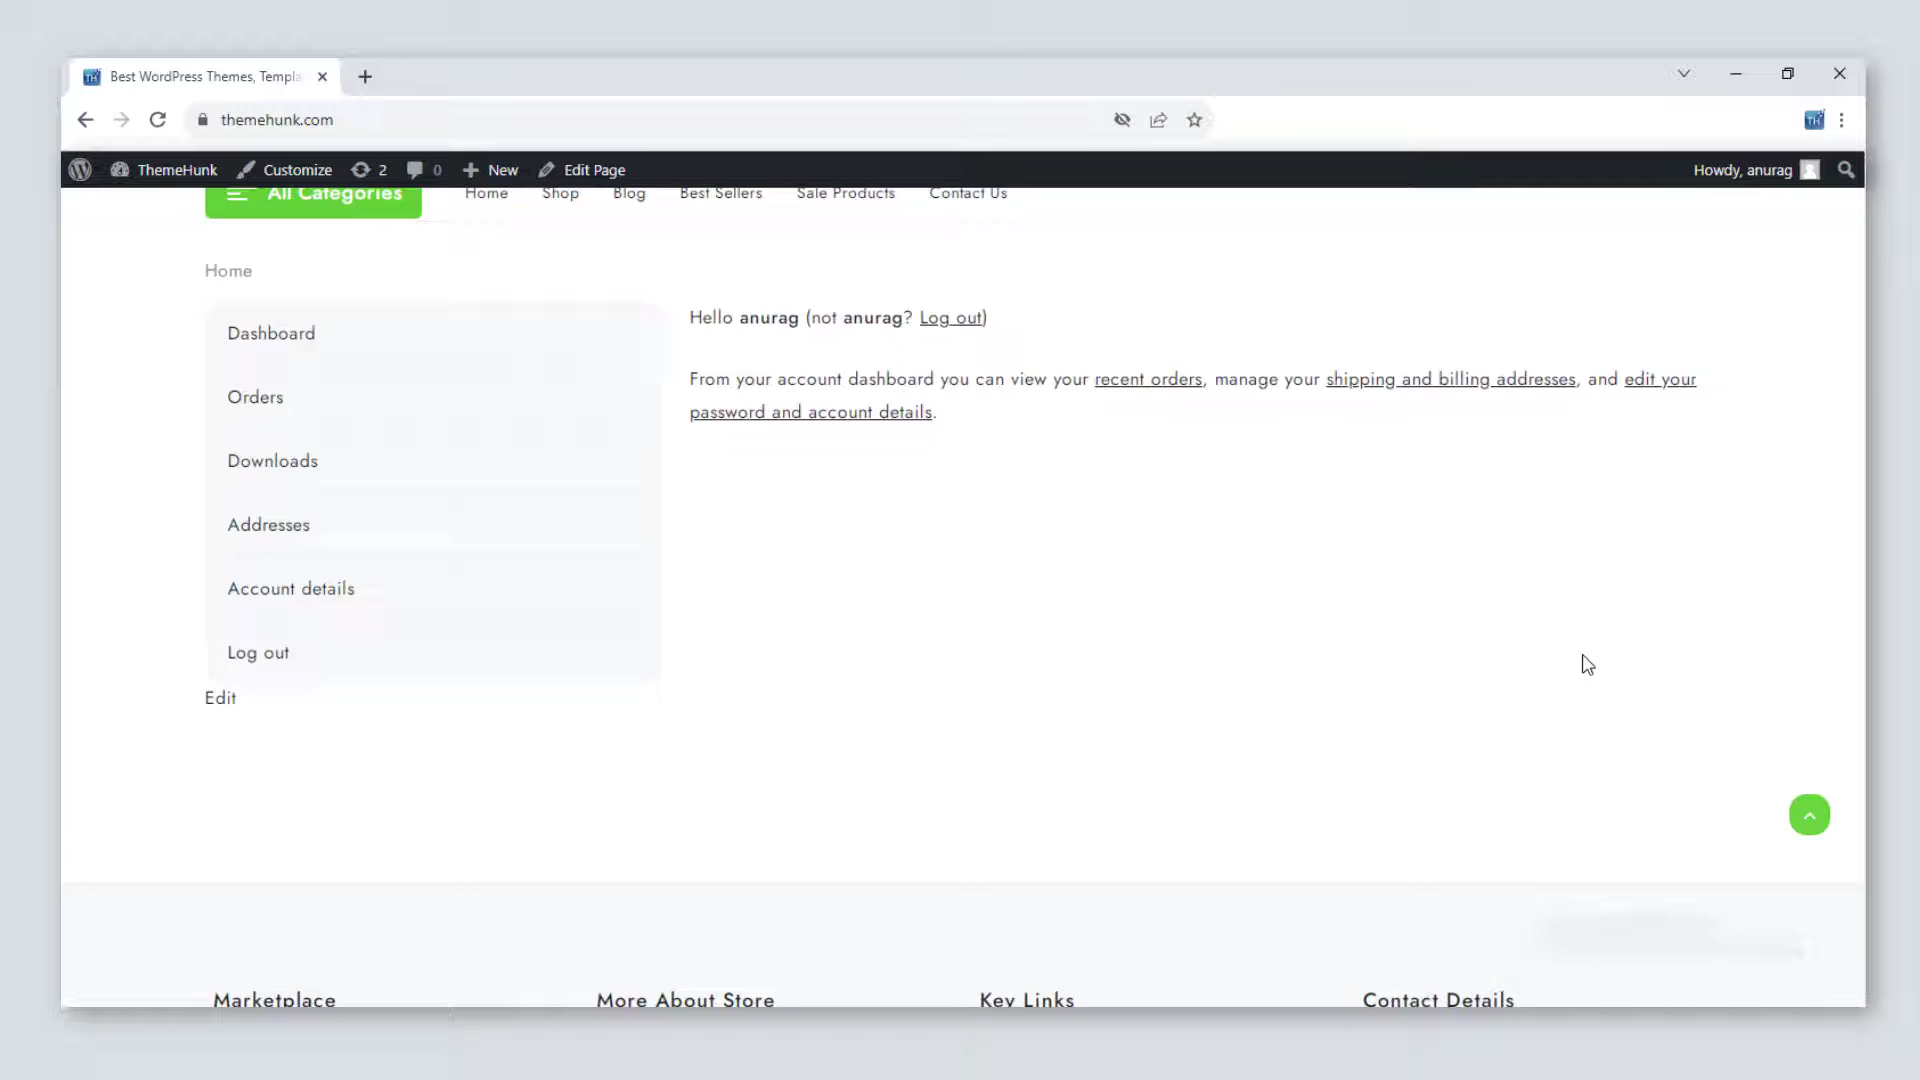 Best WordPress Themes, Templa
themehunk.com
ThemeHunk Customize 2 0 New Edit Page Howdy, anurag
All Categories Home Shop Blog Best Sellers Sale Products Contact Us
Home
Dashboard
Orders
Downloads
Addresses
Account details
Log out
Edit
Hello anurag (not anurag? Log out)
From your account dashboard you can view your recent orders, manage your shipping and billing addresses, and edit your
password and account details.
Marketplace More About Store Key Links Contact Details